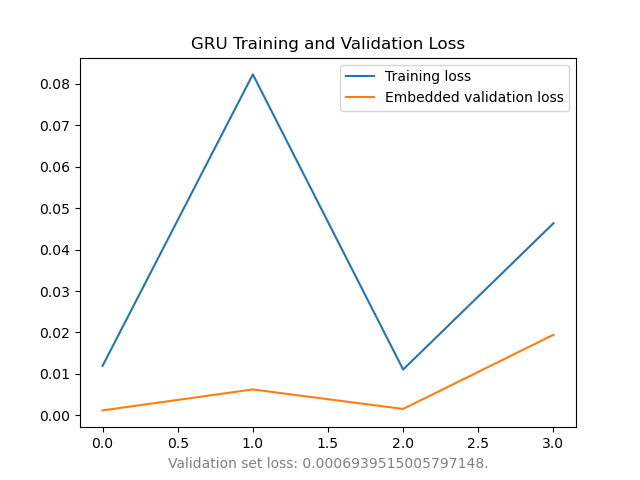 GRU Training and Validation Loss
Training loss
Embedded validation loss
0.08
0.07
0.06
0.05
0.04
0.03
0.02
0.01
0.00
0.0 0.5 1.0 1.5 2.0 2.5 3.0
Validation set loss: 0.0006939515005797148.